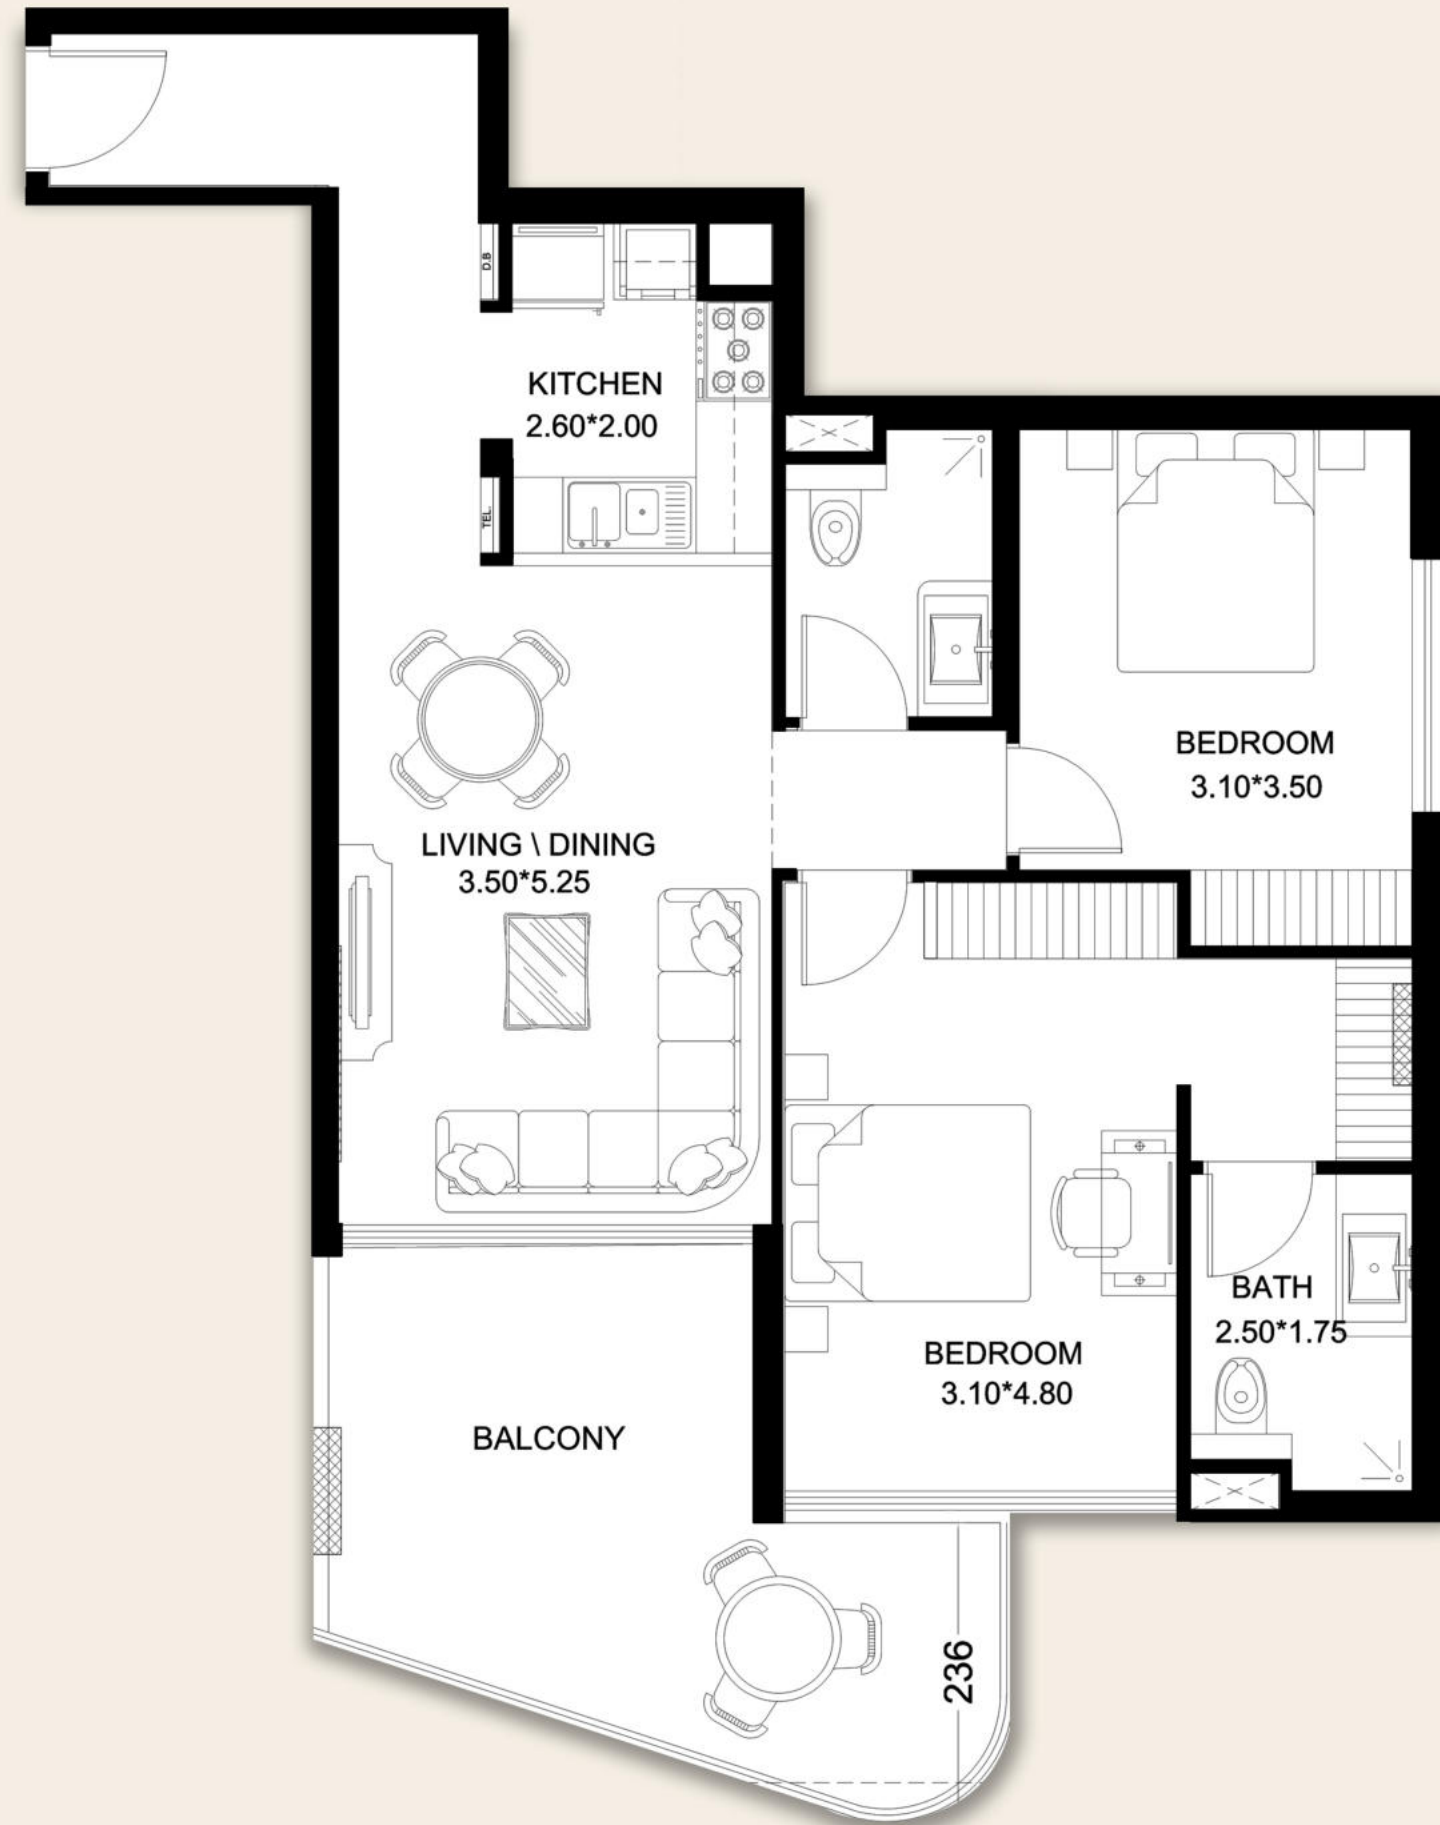 D.B
KITCHEN
2.60*2.00
TEL.
BEDROOM
3.10*3.50
LIVING \ DINING
3.50*5.25
BATH
2.50*1.75
BEDROOM
3.10*4.80
BALCONY
236